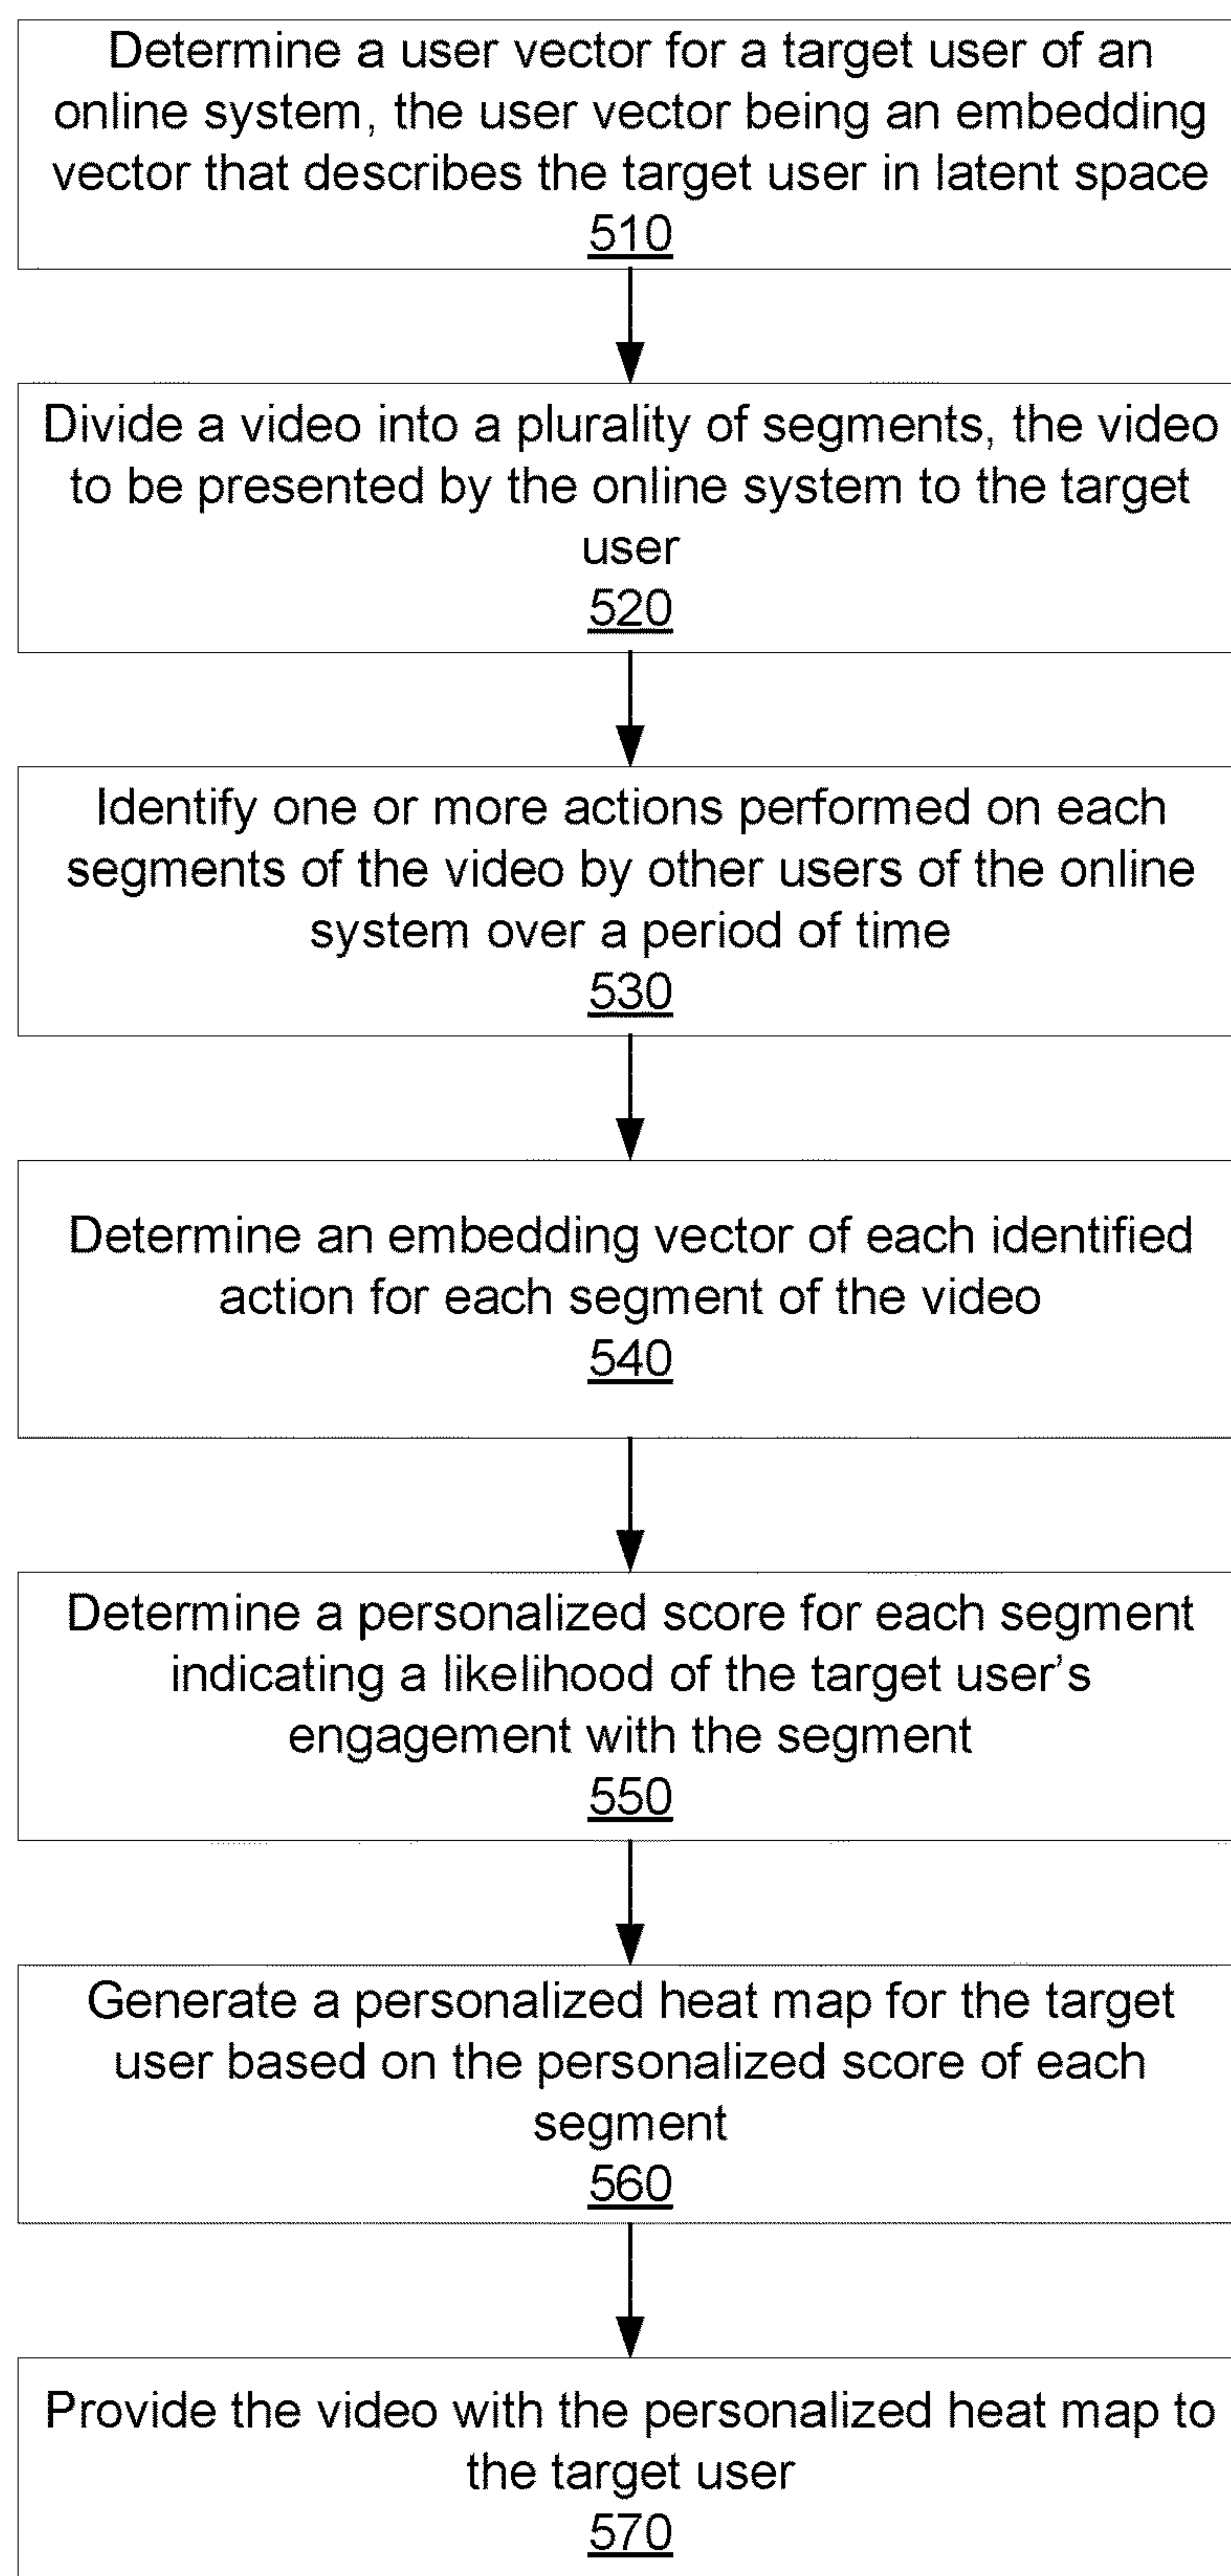 Determine a user vector for a target user of an
online system, the user vector being an embedding
vector that describes the target user in latent space
510
Divide a video into a plurality of segments, the video
to be presented by the online system to the target
user
520
Identify one or more actions performed on each
segments of the video by other users of the online
system over a period of time
530
Determine an embedding vector of each identified
action for each segment of the video
540
Determine a personalized score for each segment
indicating a likelihood of the target user’s
engagement with the segment
550
Generate a personalized heat map for the target
user based on the personalized score of each
segment
560
Provide the video with the personalized heat map to
the target user
570